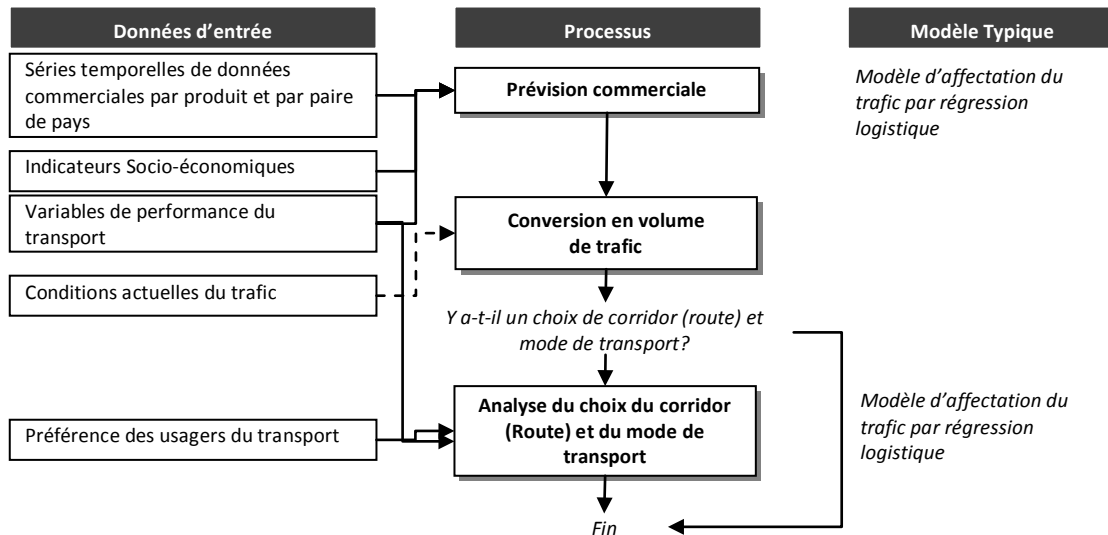 Données d'entrée
Processus
Modèle Typique
Séries temporelles de données
commerciales par produit et par paire
de pays
Prévision commerciale
Modèle d'affectation du
trafic par régression
logistique
Indicateurs Socio-économiques
Variables de performance du
transport
Conversion en volume
de trafic
Conditions actuelles du trafic
Y a-t-il un choix de corridor (route) et
mode de transport?
Préférence des usagers du transport
Analyse du choix du corridor
(Route) et du mode de
transport
Modèle d'affectation du
trafic par régression
logistique
Fin